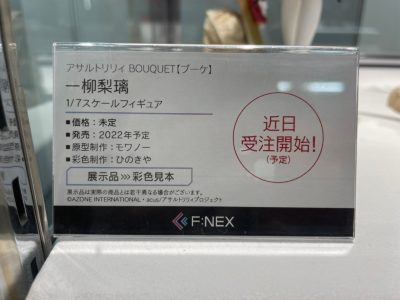 アサルトリリィ BOUQUET【ブーケ】
一柳梨璃
1/7スケールフィギュア
■価格：未定
■発売：2022年予定
■原型制作：モワノー
■彩色制作：ひのきや
展示品>>>彩色見本
展示品は実際の商品とは若干異なる場合がございます。
©AZONE INTERNATIONAL・acus/アサルトリリィプロジェクト
近日
受注開始!
(予定)
F:NEX